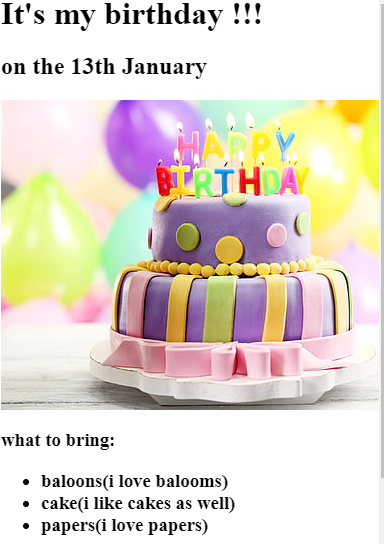 It's my birthday !!!
on the 13th January
HAPPY
BIRTHDAY
what to bring:
baloons(i love balooms)
cake(i like cakes as well)
papers(i love papers)